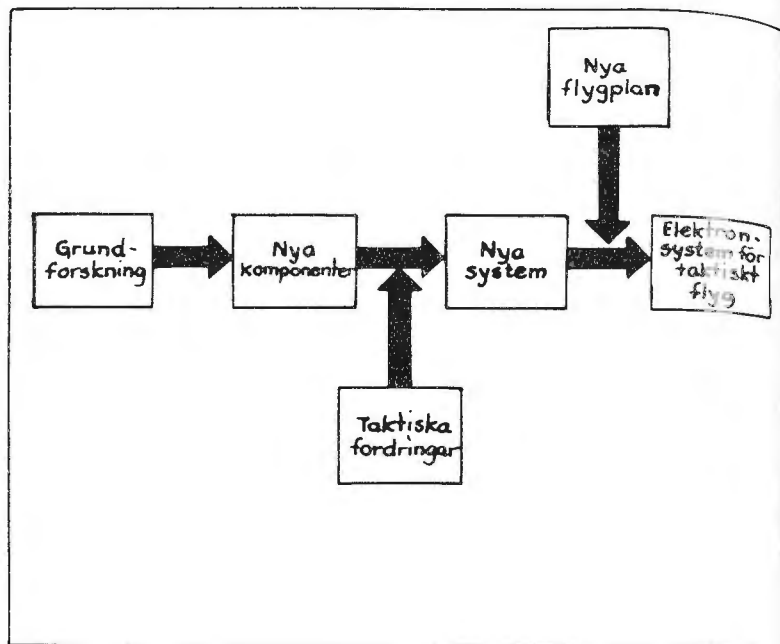 Nya
flygplan
Grund-
forskning
Nya
komponenter
Nya
system
Elektron-
system för
taktiskt
flyg
Taktiska
fordringar